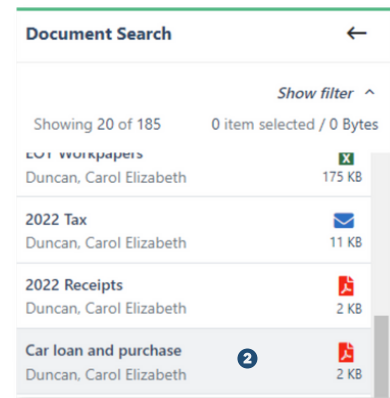 Document Search
Show filter
Showing 20 of 185 0 item selected / 0 Bytes
EOY Workpapers
Duncan, Carol Elizabeth 175 KB
2022 Tax
Duncan, Carol Elizabeth 11 KB
2022 Receipts
Duncan, Carol Elizabeth 2 KB
Car loan and purchase 2
Duncan, Carol Elizabeth 2 KB